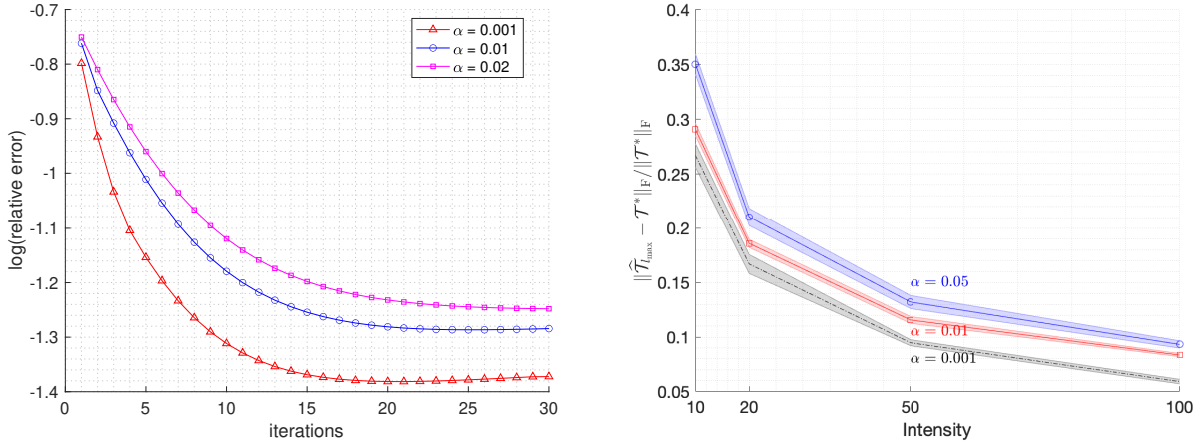 -0.7
-0.8
-0.9
-1
-1.1
-1.2
-1.3
-1.4
log(relative error)
0 5 10 15 20 25 30
iterations
α = 0.001
α = 0.01
α = 0.02
0.4
0.35
0.3
0.25
0.2
0.15
0.1
0.05
||𝒯̂_{l_{max}} − 𝒯*||_F/||𝒯*||_F
α = 0.05
α = 0.01
α = 0.001
10 20 50 100
Intensity